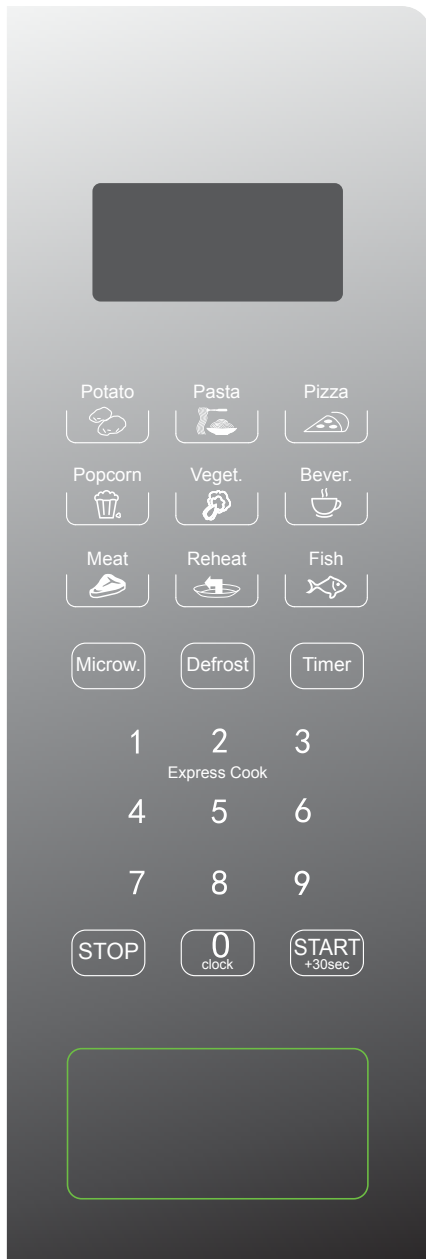 Potato Pasta Pizza
Popcorn Veget. Bever.
Meat Reheat Fish
Microw. Defrost Timer
1 2 3
Express Cook
4 5 6
7 8 9
STOP 0 START
clock +30sec